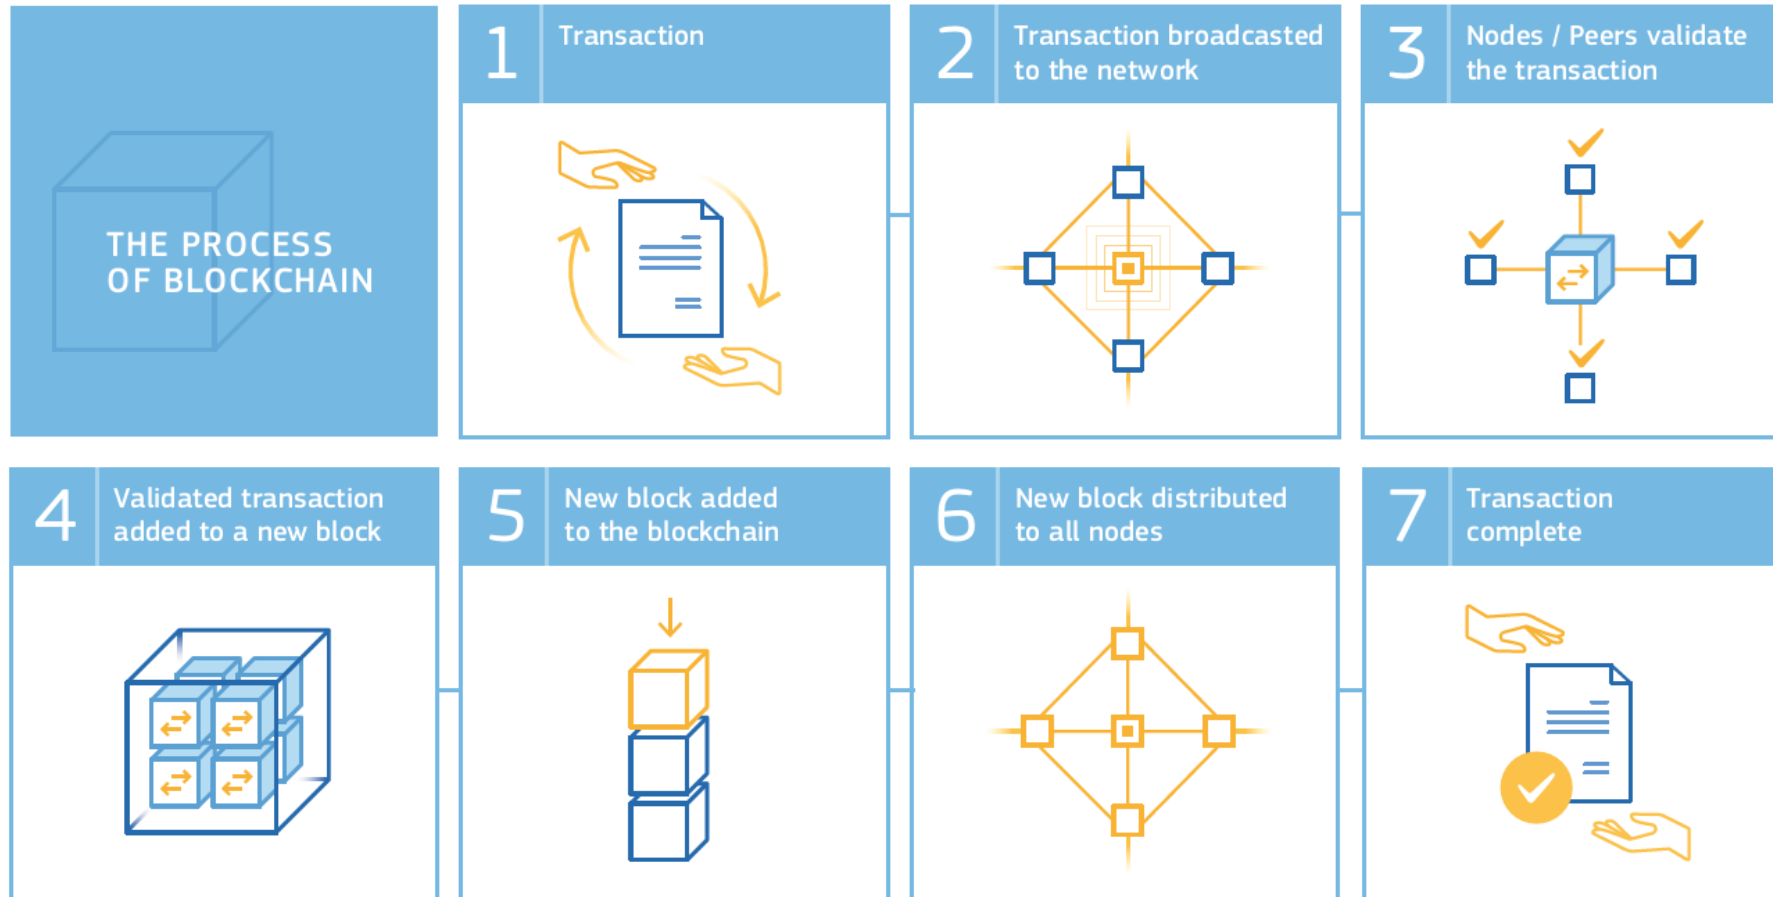 THE PROCESS
OF BLOCKCHAIN
1
Transaction
2
Transaction broadcasted
to the network
3
Nodes / Peers validate
the transaction
4
Validated transaction
added to a new block
5
New block added
to the blockchain
6
New block distributed
to all nodes
7
Transaction
complete